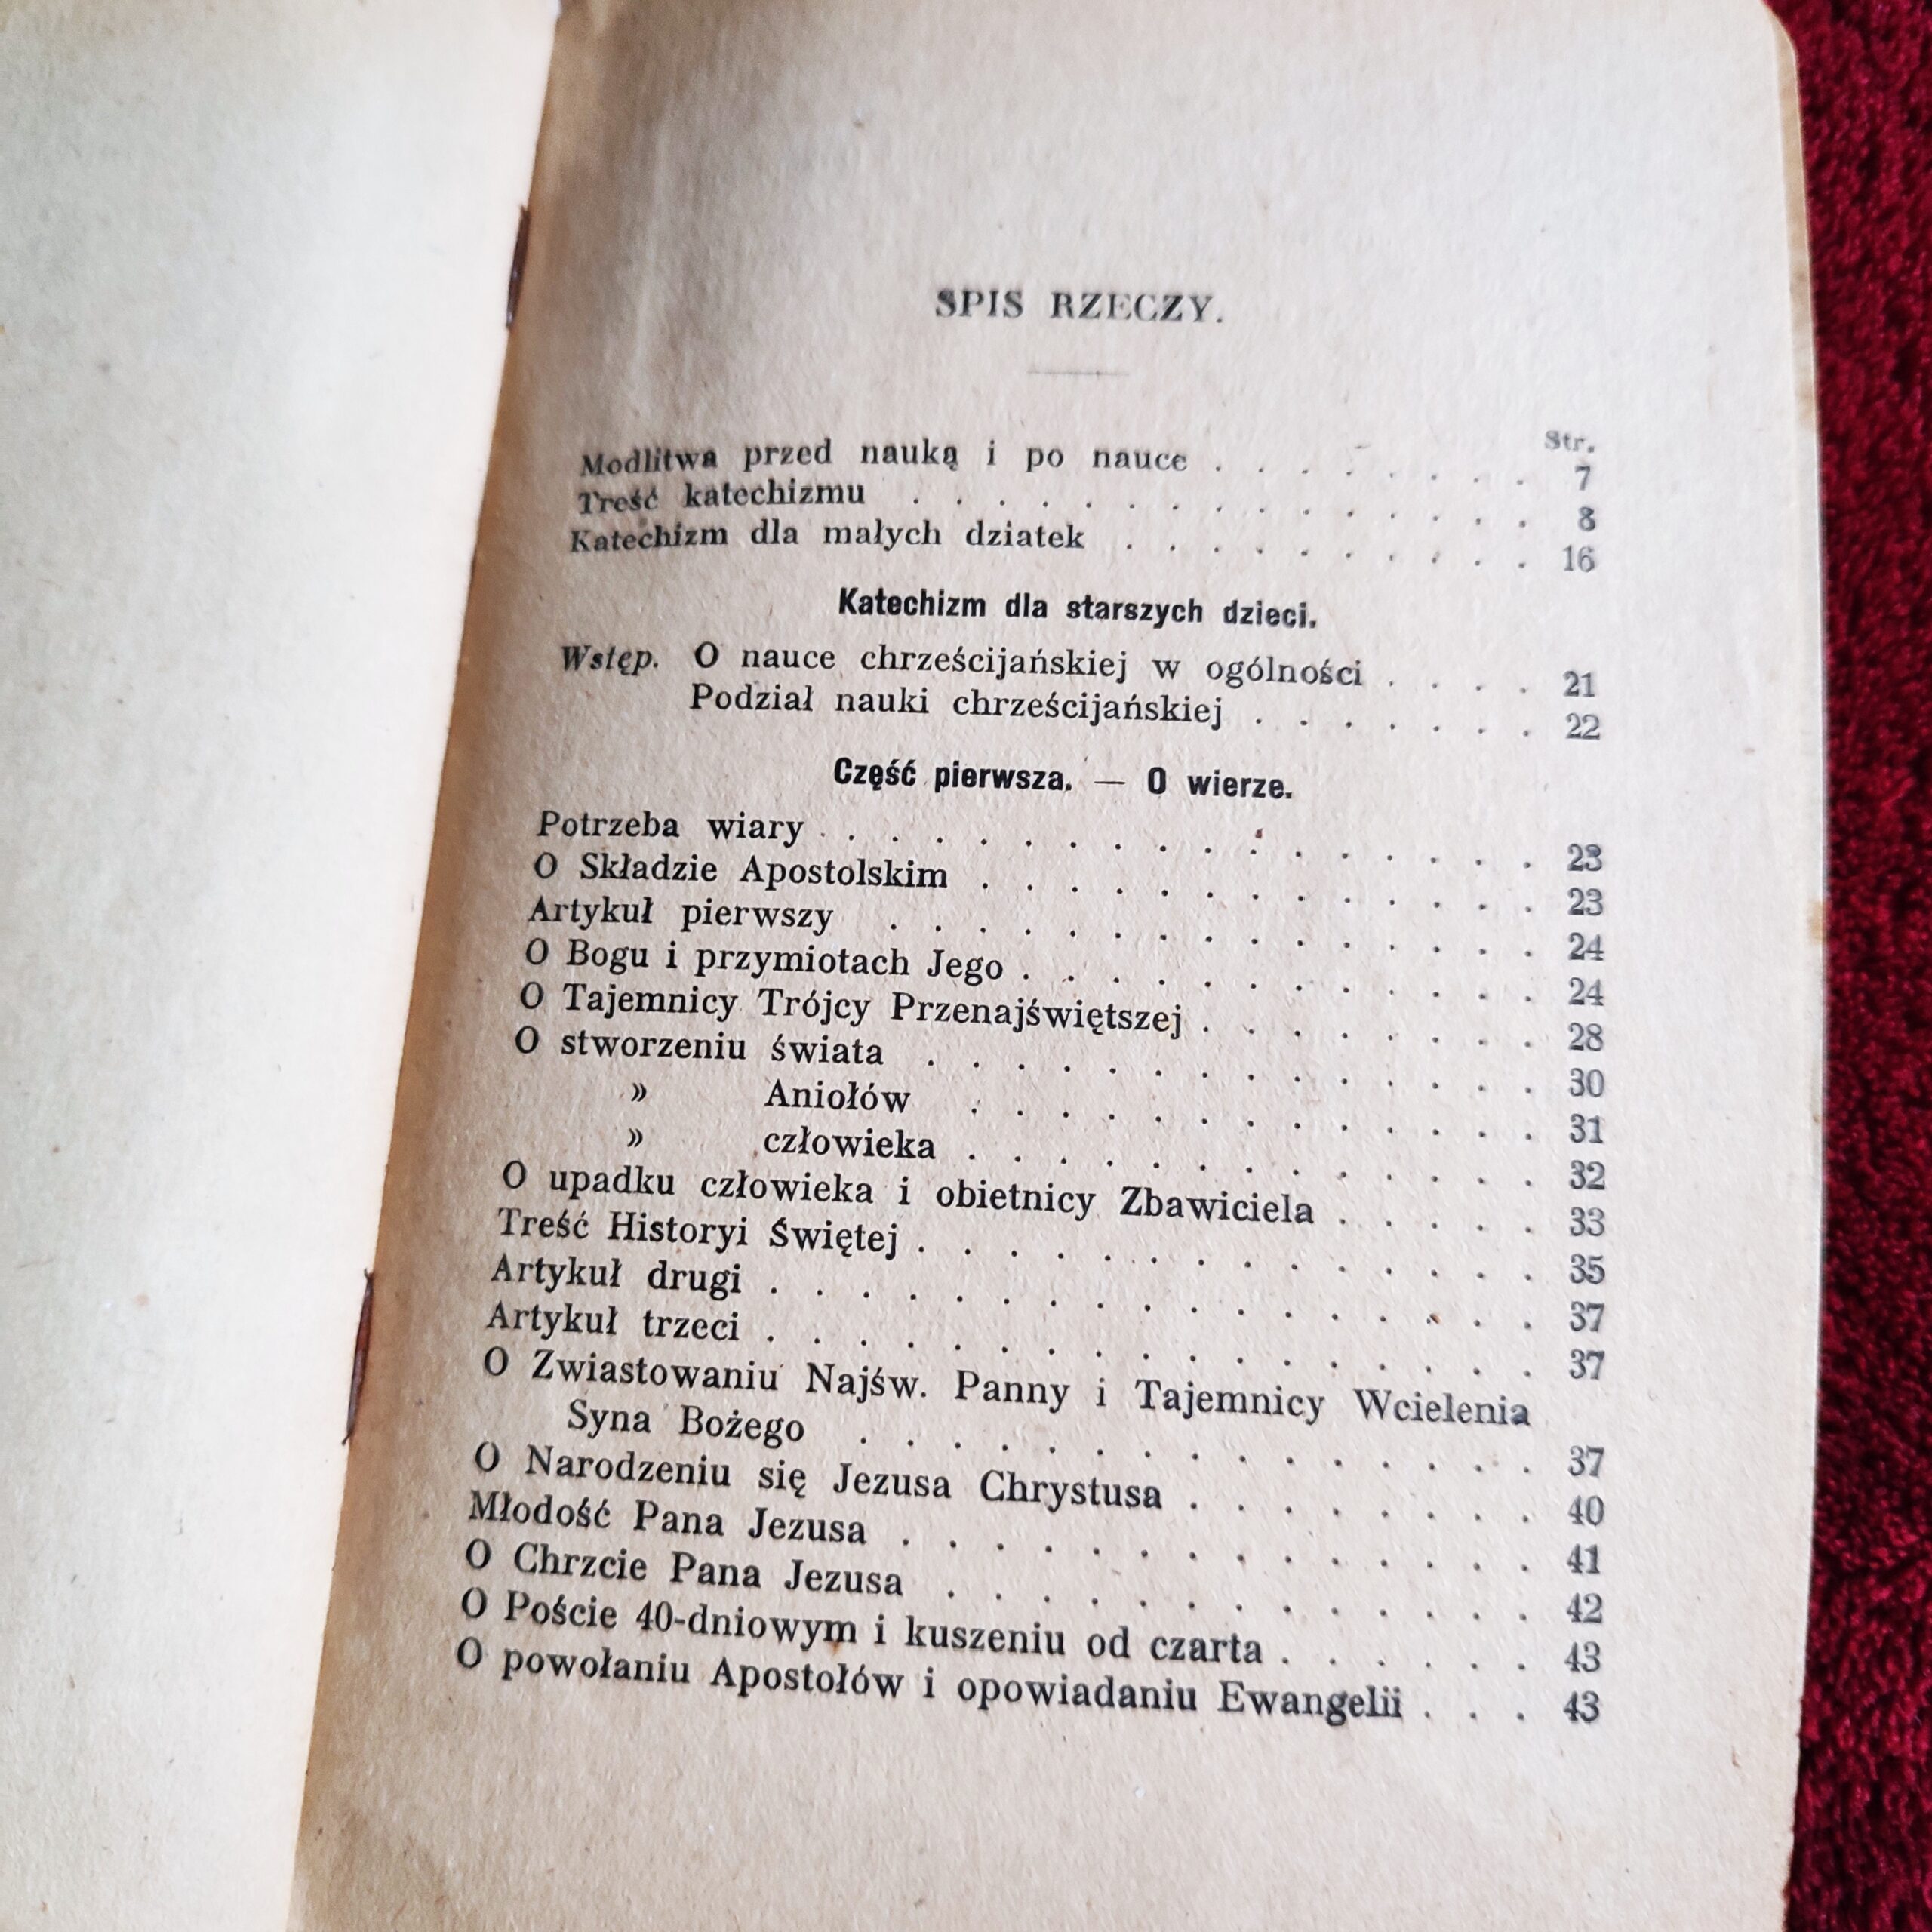 SPIS RZECZY.
Str.
Modlitwa przed nauką i po nauce . . . . . . . . 7
Treść katechizmu . . . . . . . . . . . . . . . 8
Katechizm dla małych dziatek . . . . . . . . . . 16
Katechizm dla starszych dzieci.
Wstęp. O nauce chrześcijańskiej w ogólności . . . . 21
Podział nauki chrześcijańskiej . . . . . . . 22
Część pierwsza. — O wierze.
Potrzeba wiary . . . . . . . . . . . . . . . . . 23
O Składzie Apostolskim . . . . . . . . . . . . . 23
Artykuł pierwszy . . . . . . . . . . . . . . . 24
O Bogu i przymiotach Jego . . . . . . . . . . . . 24
O Tajemnicy Trójcy Przenajświętszej . . . . . . . . 28
O stworzeniu świata . . . . . . . . . . . . . . 30
» Aniołów . . . . . . . . . . . . . 31
» człowieka . . . . . . . . . . . . . 32
O upadku człowieka i obietnicy Zbawiciela . . . . . 33
Treść Historyi Świętej . . . . . . . . . . . . . . 35
Artykuł drugi . . . . . . . . . . . . . . . . . 37
Artykuł trzeci . . . . . . . . . . . . . . . . . 37
O Zwiastowaniu Najśw. Panny i Tajemnicy Wcielenia
Syna Bożego . . . . . . . . . . . . . . . 37
O Narodzeniu się Jezusa Chrystusa . . . . . . . . 40
Młodość Pana Jezusa . . . . . . . . . . . . . . 41
O Chrzcie Pana Jezusa . . . . . . . . . . . . . 42
O Poście 40-dniowym i kuszeniu od czarta . . . . . . 43
O powołaniu Apostołów i opowiadaniu Ewangelii . . . 43